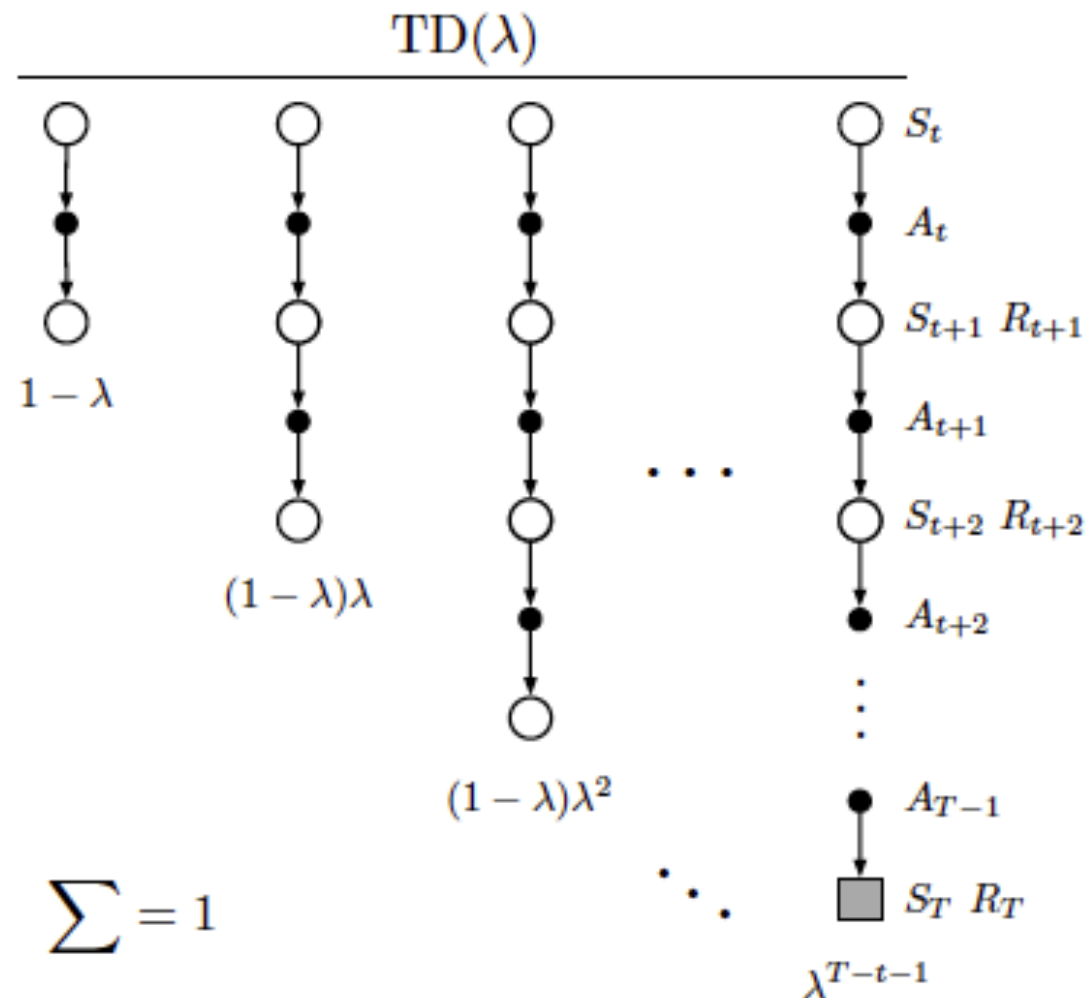 TD(λ)
S_t
A_t
S_{t+1} R_{t+1}
1 − λ
A_{t+1}
. . .
S_{t+2} R_{t+2}
(1 − λ)λ
A_{t+2}
(1 − λ)λ²
A_{T−1}
∑ = 1
S_T R_T
λ^{T−t−1}